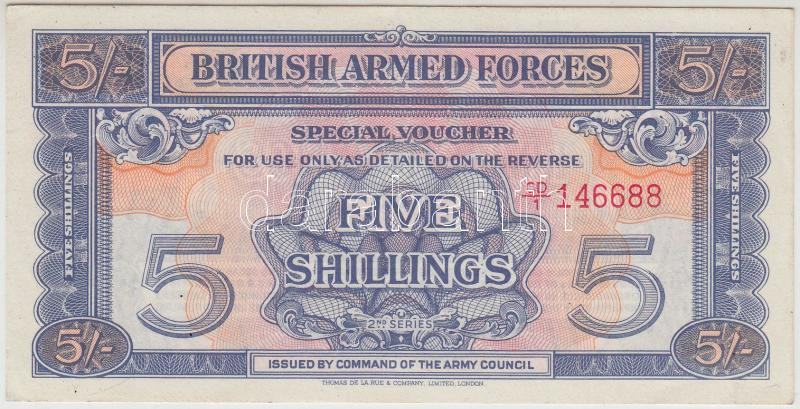 5/- BRITISH ARMED FORCES 5/-
SPECIAL VOUCHER
FOR USE ONLY AS DETAILED ON THE REVERSE
146688
FIVE SHILLINGS
FIVE SHILLINGS
FIVE
5 SHILLINGS 5
2ND SERIES
5/- ISSUED BY COMMAND OF THE ARMY COUNCIL 5/-
THOMAS DE LA RUE & COMPANY, LIMITED, LONDON.